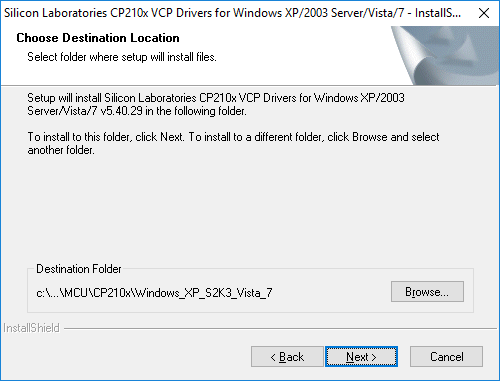 Silicon Laboratories CP210x VCP Drivers for Windows XP/2003 Server/Vista/7 - InstallS...
Choose Destination Location
Select folder where setup will install files.
Setup will install Silicon Laboratories CP210x VCP Drivers for Windows XP/2003
Server/Vista/7 v5.40.29 in the following folder.
To install to this folder, click Next. To install to a different folder, click Browse and select
another folder.
Destination Folder
c:\...\MCU\CP210x\Windows_XP_S2K3_Vista_7
Browse...
InstallShield
< Back
Next >
Cancel